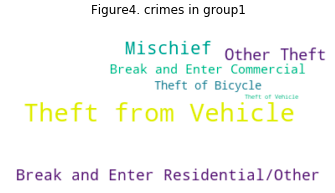 Figure4. crimes in group1
Mischief
Other Theft
Break and Enter Commercial
Theft of Bicycle
Theft of Vehicle
Theft from Vehicle
Break and Enter Residential/Other